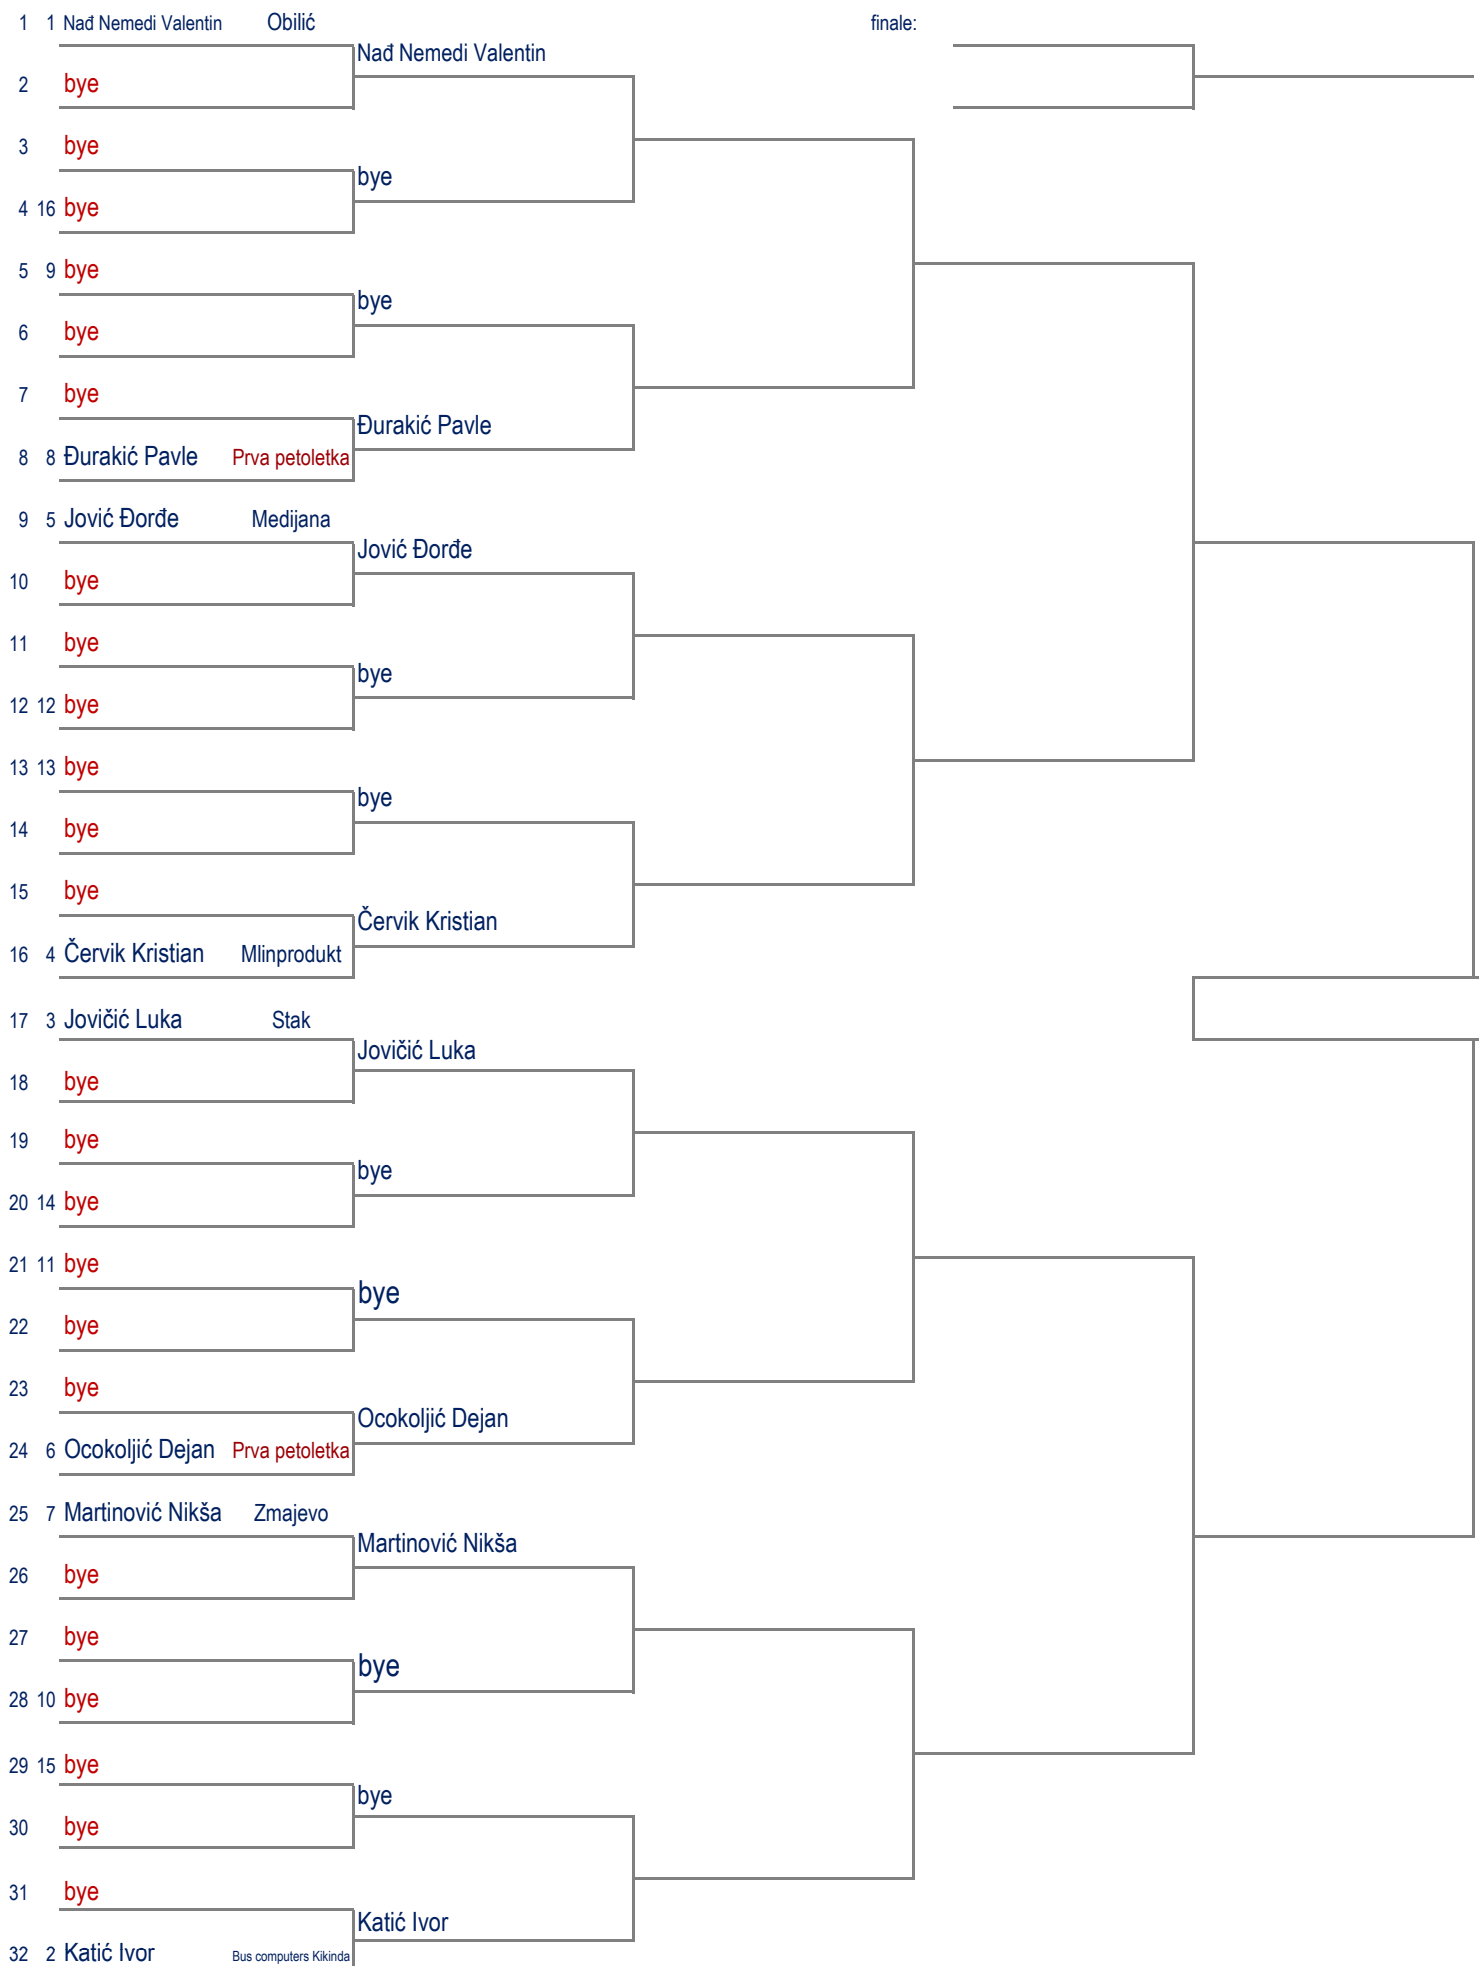 1 1 Nađ Nemedi Valentin Obilić finale:
Nađ Nemedi Valentin
2 bye
3 bye
bye
4 16 bye
5 9 bye
bye
6 bye
7 bye
Đurakić Pavle
8 8 Đurakić Pavle Prva petoletka
9 5 Jović Đorđe Medijana
Jović Đorđe
10 bye
11 bye
bye
12 12 bye
13 13 bye
bye
14 bye
15 bye
Červik Kristian
16 4 Červik Kristian Mlinprodukt
17 3 Jovičić Luka Stak
Jovičić Luka
18 bye
19 bye
bye
20 14 bye
21 11 bye
bye
22 bye
23 bye
Ocokoljić Dejan
24 6 Ocokoljić Dejan Prva petoletka
25 7 Martinović Nikša Zmajevo
Martinović Nikša
26 bye
27 bye
bye
28 10 bye
29 15 bye
bye
30 bye
31 bye
Katić Ivor
32 2 Katić Ivor Bus computers Kikinda